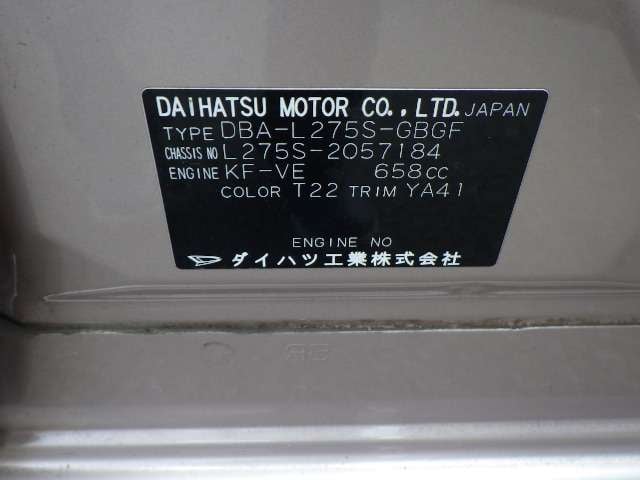 DAIHATSU MOTOR CO., LTD. JAPAN
TYPE DBA-L275S-GBGF
CHASSIS NO L275S-2057184
ENGINE KF-VE 658cc
COLOR T22 TRIM YA41
ENGINE NO
ダイハツ工業株式会社